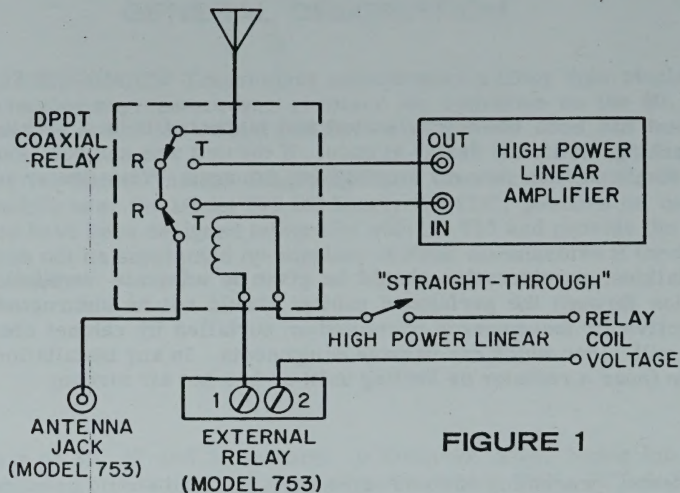 DPDT
COAXIAL
RELAY
R
T
R
T
OUT
IN
HIGH POWER
LINEAR
AMPLIFIER
"STRAIGHT-THROUGH"
HIGH POWER LINEAR
RELAY
COIL
VOLTAGE
1
2
ANTENNA
JACK
(MODEL 753)
EXTERNAL
RELAY
(MODEL 753)
FIGURE 1